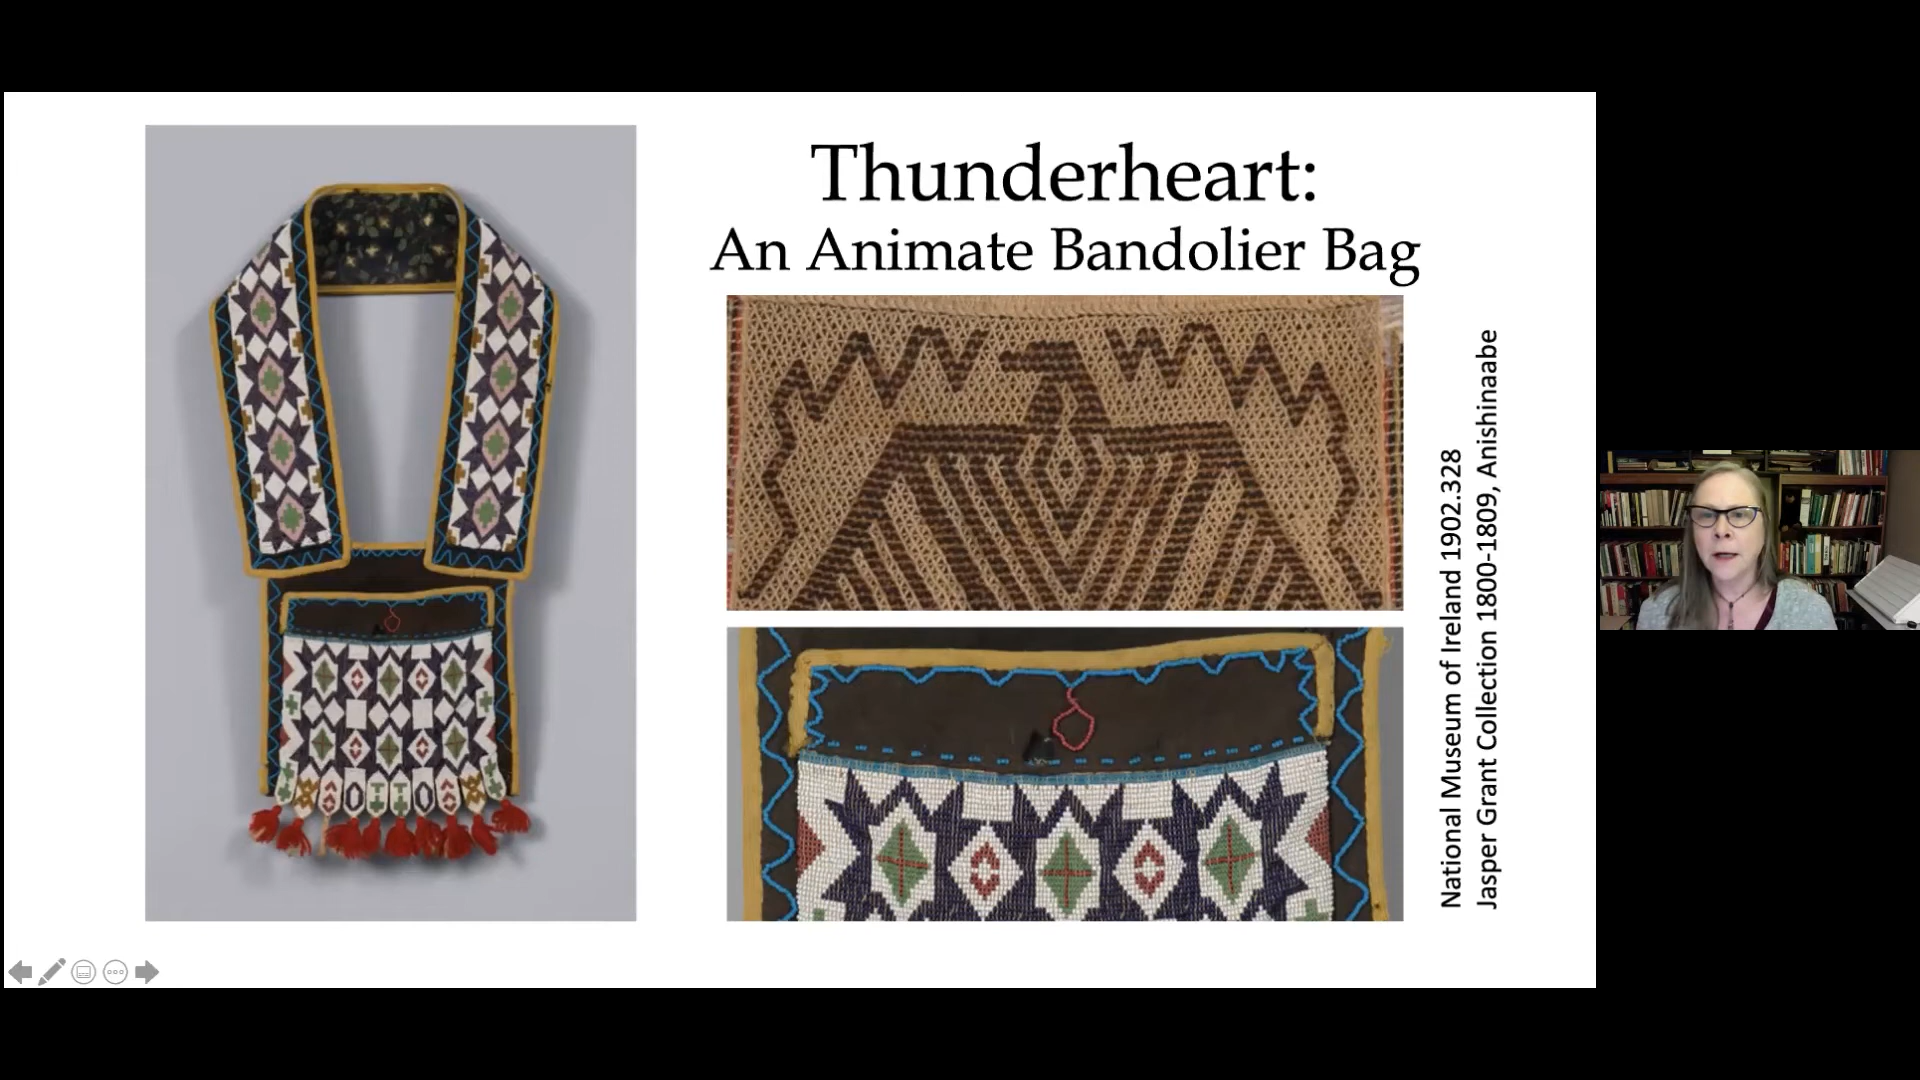 Thunderheart:
An Animate Bandolier Bag
National Museum of Ireland 1902.328
Jasper Grant Collection 1800-1809, Anishinaabe